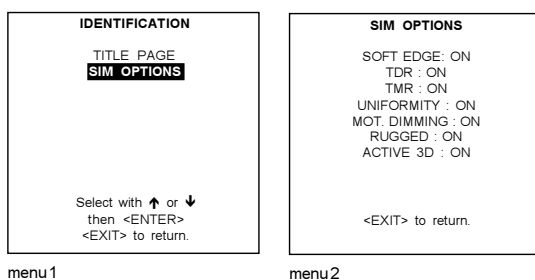 IDENTIFICATION
TITLE PAGE
SIM OPTIONS
Select with ↑ or ↓
then <ENTER>
<EXIT> to return.
menu1
SIM OPTIONS
SOFT EDGE: ON
TDR : ON
TMR : ON
UNIFORMITY : ON
MOT. DIMMING : ON
RUGGED : ON
ACTIVE 3D : ON
<EXIT> to return.
menu2